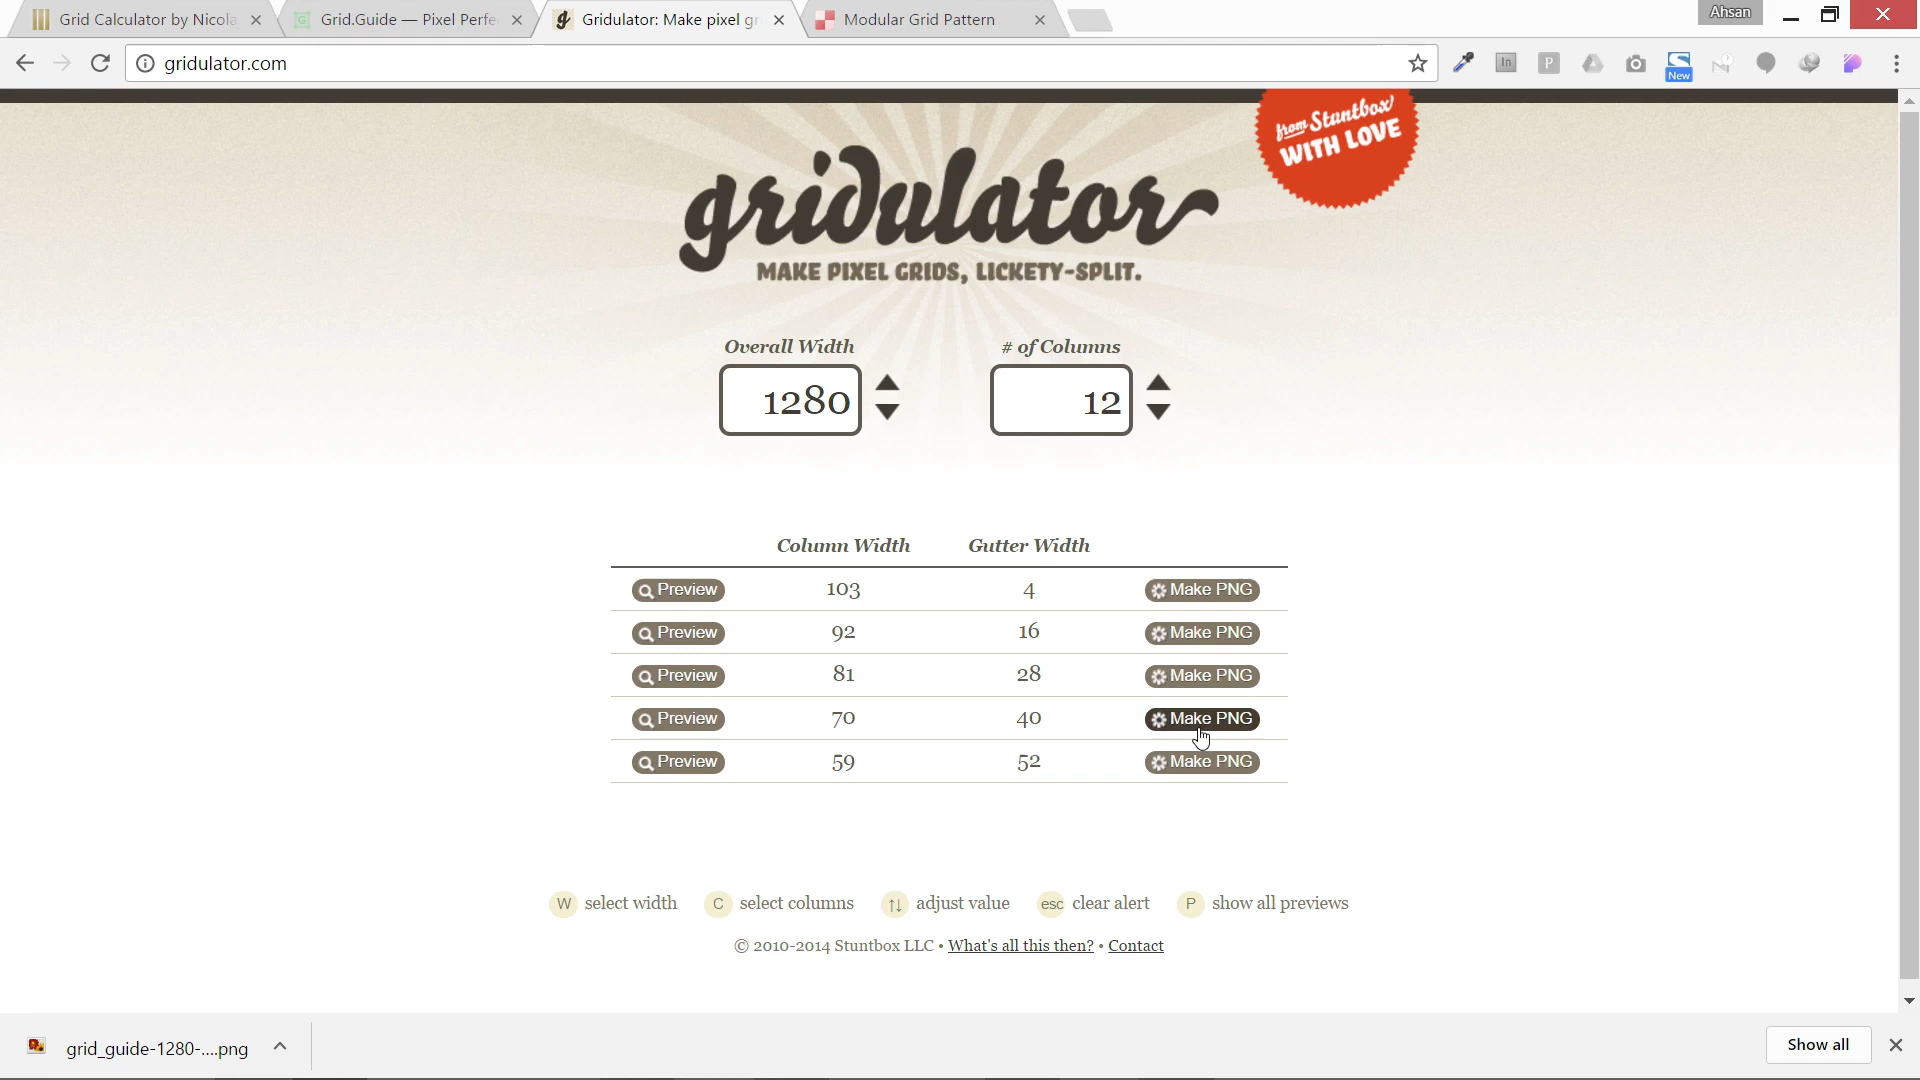 Grid Calculator by Nicola
Grid.Guide — Pixel Perfe
Gridulator: Make pixel gr
Modular Grid Pattern
Ahsan
gridulator.com
In
P
New
from Stuntbox
WITH LOVE
gridulator
MAKE PIXEL GRIDS, LICKETY-SPLIT.
Overall Width
# of Columns
1280
12
Column Width Gutter Width
Preview 103 4 Make PNG
Preview 92 16 Make PNG
Preview 81 28 Make PNG
Preview 70 40 Make PNG
Preview 59 52 Make PNG
W select width C select columns ↑↓ adjust value esc clear alert P show all previews
© 2010-2014 Stuntbox LLC • What's all this then? • Contact
grid_guide-1280-....png
Show all